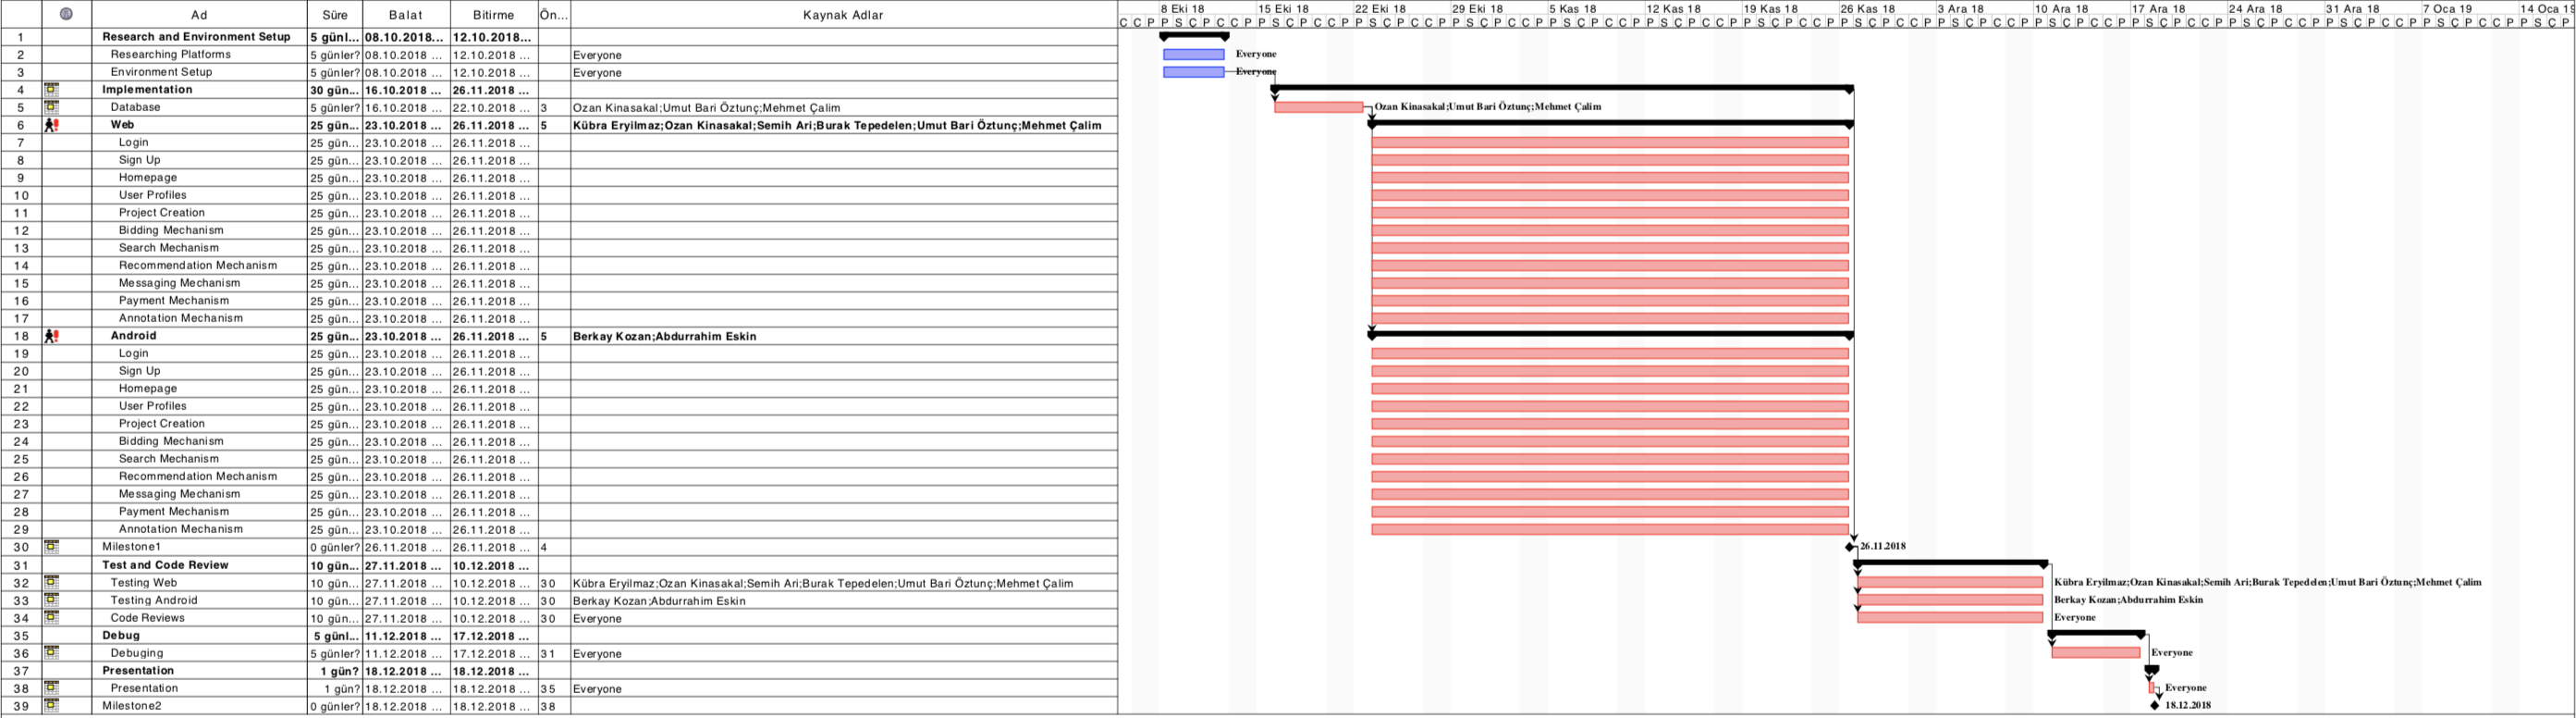 Ad Süre Balat Bitirme Ön... Kaynak Adlar
8 Eki 18 15 Eki 18 22 Eki 18 29 Eki 18 5 Kas 18 12 Kas 18 19 Kas 18 26 Kas 18 3 Ara 18 10 Ara 18 17 Ara 18 24 Ara 18 31 Ara 18 7 Oca 19 14 Oca 19
C C P P S Ç P C C P P S Ç P C C P P S Ç P C C P P S Ç P C C P P S Ç P C C P P S Ç P C C P P S Ç P C C P P S Ç P C C P P S Ç P C C P P S Ç P C C P P S Ç P C C P P S Ç P C C P P S Ç P C C P P S Ç P C C P P S Ç P
1 Research and Environment Setup 5 günl... 08.10.2018... 12.10.2018...
2 Researching Platforms 5 günler? 08.10.2018 ... 12.10.2018 ... Everyone Everyone
3 Environment Setup 5 günler? 08.10.2018 ... 12.10.2018 ... Everyone Everyone
4 Implementation 30 gün... 16.10.2018 ... 26.11.2018 ...
5 Database 5 günler? 16.10.2018 ... 22.10.2018 ... 3 Ozan Kinasakal;Umut Bari Öztunç;Mehmet Çalim Ozan Kinasakal;Umut Bari Öztunç;Mehmet Çalim
6 Web 25 gün... 23.10.2018 ... 26.11.2018 ... 5 Kübra Eryilmaz;Ozan Kinasakal;Semih Ari;Burak Tepedelen;Umut Bari Öztunç;Mehmet Çalim
7 Login 25 gün... 23.10.2018 ... 26.11.2018 ...
8 Sign Up 25 gün... 23.10.2018 ... 26.11.2018 ...
9 Homepage 25 gün... 23.10.2018 ... 26.11.2018 ...
10 User Profiles 25 gün... 23.10.2018 ... 26.11.2018 ...
11 Project Creation 25 gün... 23.10.2018 ... 26.11.2018 ...
12 Bidding Mechanism 25 gün... 23.10.2018 ... 26.11.2018 ...
13 Search Mechanism 25 gün... 23.10.2018 ... 26.11.2018 ...
14 Recommendation Mechanism 25 gün... 23.10.2018 ... 26.11.2018 ...
15 Messaging Mechanism 25 gün... 23.10.2018 ... 26.11.2018 ...
16 Payment Mechanism 25 gün... 23.10.2018 ... 26.11.2018 ...
17 Annotation Mechanism 25 gün... 23.10.2018 ... 26.11.2018 ...
18 Android 25 gün... 23.10.2018 ... 26.11.2018 ... 5 Berkay Kozan;Abdurrahim Eskin
19 Login 25 gün... 23.10.2018 ... 26.11.2018 ...
20 Sign Up 25 gün... 23.10.2018 ... 26.11.2018 ...
21 Homepage 25 gün... 23.10.2018 ... 26.11.2018 ...
22 User Profiles 25 gün... 23.10.2018 ... 26.11.2018 ...
23 Project Creation 25 gün... 23.10.2018 ... 26.11.2018 ...
24 Bidding Mechanism 25 gün... 23.10.2018 ... 26.11.2018 ...
25 Search Mechanism 25 gün... 23.10.2018 ... 26.11.2018 ...
26 Recommendation Mechanism 25 gün... 23.10.2018 ... 26.11.2018 ...
27 Messaging Mechanism 25 gün... 23.10.2018 ... 26.11.2018 ...
28 Payment Mechanism 25 gün... 23.10.2018 ... 26.11.2018 ...
29 Annotation Mechanism 25 gün... 23.10.2018 ... 26.11.2018 ...
30 Milestone1 0 günler? 26.11.2018 ... 26.11.2018 ... 4 26.11.2018
31 Test and Code Review 10 gün... 27.11.2018 ... 10.12.2018 ...
32 Testing Web 10 gün... 27.11.2018 ... 10.12.2018 ... 30 Kübra Eryilmaz;Ozan Kinasakal;Semih Ari;Burak Tepedelen;Umut Bari Öztunç;Mehmet Çalim Kübra Eryilmaz;Ozan Kinasakal;Semih Ari;Burak Tepedelen;Umut Bari Öztunç;Mehmet Çalim
33 Testing Android 10 gün... 27.11.2018 ... 10.12.2018 ... 30 Berkay Kozan;Abdurrahim Eskin Berkay Kozan;Abdurrahim Eskin
34 Code Reviews 10 gün... 27.11.2018 ... 10.12.2018 ... 30 Everyone Everyone
35 Debug 5 günl... 11.12.2018 ... 17.12.2018 ...
36 Debuging 5 günler? 11.12.2018 ... 17.12.2018 ... 31 Everyone Everyone
37 Presentation 1 gün? 18.12.2018 ... 18.12.2018 ...
38 Presentation 1 gün? 18.12.2018 ... 18.12.2018 ... 35 Everyone Everyone
39 Milestone2 0 günler? 18.12.2018 ... 18.12.2018 ... 38 18.12.2018